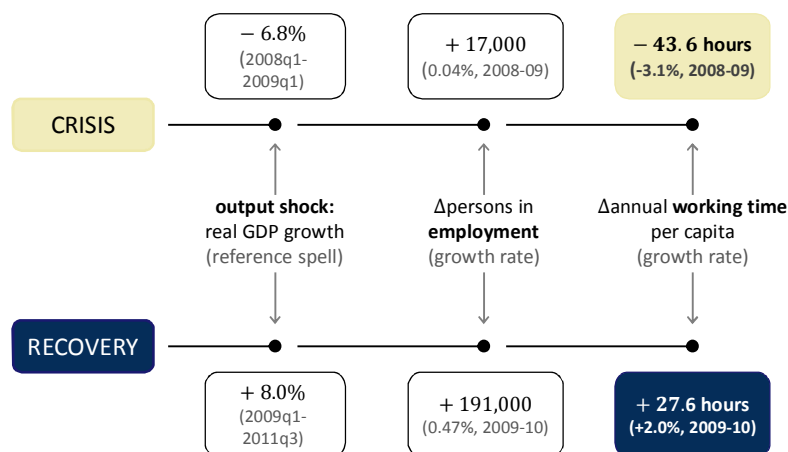 − 6.8%
(2008q1-
2009q1)
+ 17,000
(0.04%, 2008-09)
− 43.6 hours
(-3.1%, 2008-09)
CRISIS
output shock:
real GDP growth
(reference spell)
Δpersons in
employment
(growth rate)
Δannual working time
per capita
(growth rate)
RECOVERY
+ 8.0%
(2009q1-
2011q3)
+ 191,000
(0.47%, 2009-10)
+ 27.6 hours
(+2.0%, 2009-10)